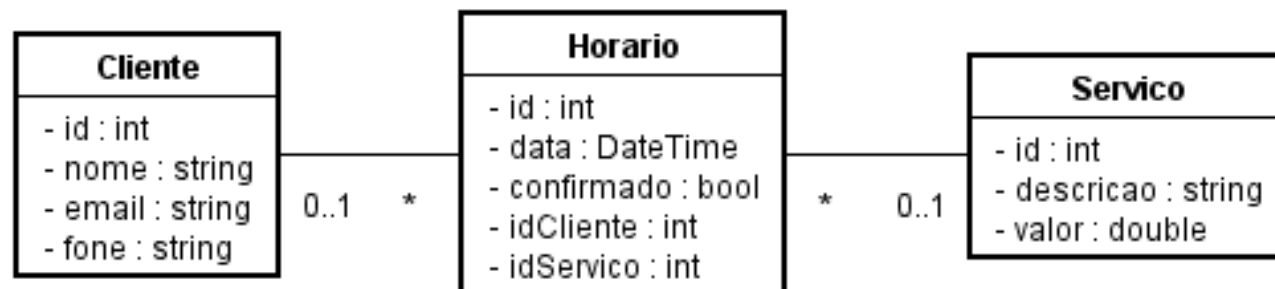 Cliente
- id : int
- nome : string
- email : string
- fone : string
0..1 *
Horario
- id : int
- data : DateTime
- confirmado : bool
- idCliente : int
- idServico : int
* 0..1
Servico
- id : int
- descricao : string
- valor : double